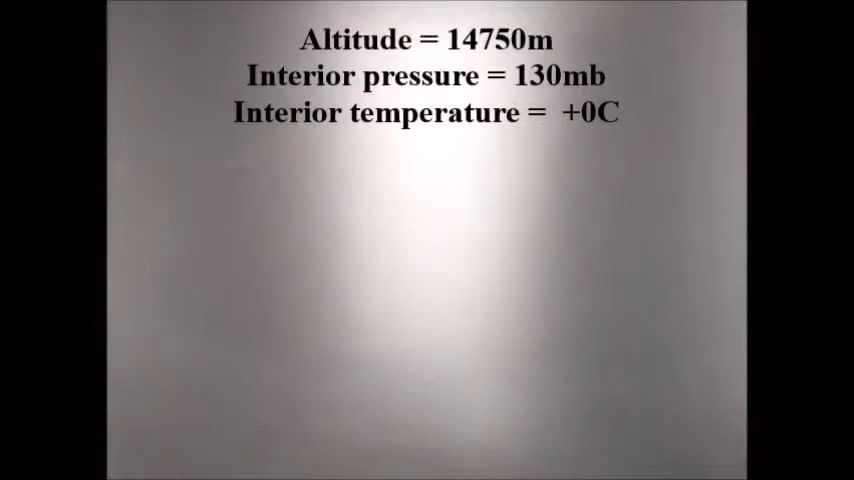 Altitude = 14750m
Interior pressure = 130mb
Interior temperature =  +0C